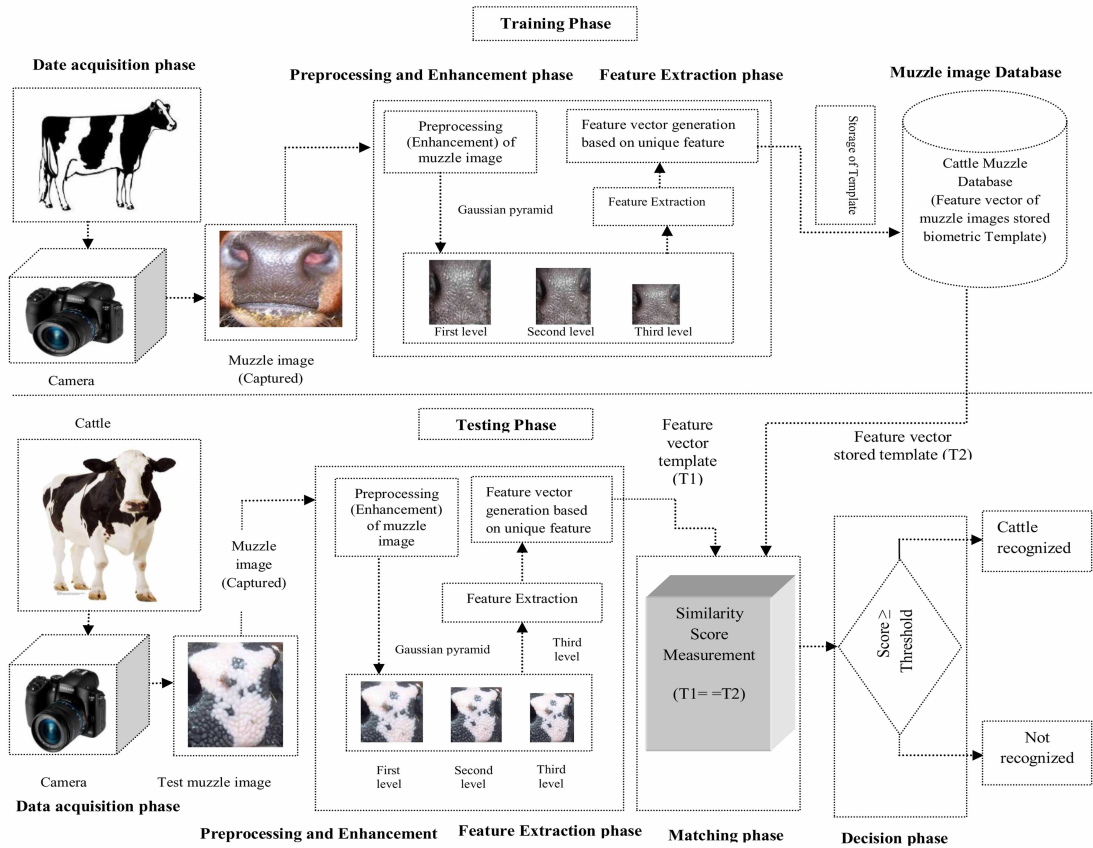 Training Phase
Date acquisition phase
Preprocessing and Enhancement phase
Feature Extraction phase
Muzzle image Database
Preprocessing
(Enhancement) of
muzzle image
Feature vector generation
based on unique feature
Gaussian pyramid
Feature Extraction
First level
Second level
Third level
Storage of
Template
Cattle Muzzle
Database
(Feature vector of
muzzle images stored
biometric Template)
Muzzle image
(Captured)
Camera
Cattle
Testing Phase
Feature
vector
template
(T1)
Feature vector
stored template (T2)
Muzzle
image
(Captured)
Preprocessing
(Enhancement)
of muzzle
image
Feature vector
generation based
on unique feature
Feature Extraction
Gaussian pyramid
Third
level
First
level
Second
level
Third
level
Similarity
Score
Measurement
(T1= =T2)
Score ≥
Threshold
Cattle
recognized
Not
recognized
Camera
Test muzzle image
Data acquisition phase
Preprocessing and Enhancement
Feature Extraction phase
Matching phase
Decision phase